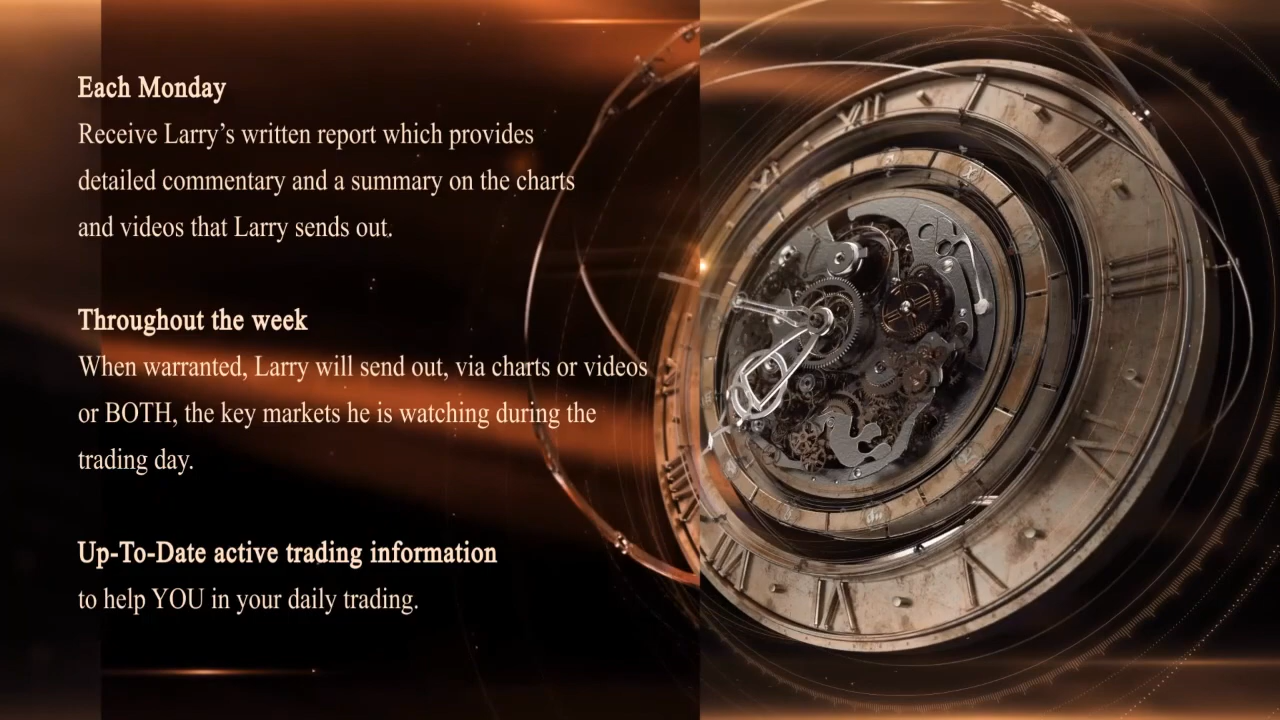 Each Monday
Receive Larry’s written report which provides
detailed commentary and a summary on the charts
and videos that Larry sends out.
Throughout the week
When warranted, Larry will send out, via charts or videos
or BOTH, the key markets he is watching during the
trading day.
Up-To-Date active trading information
to help YOU in your daily trading.